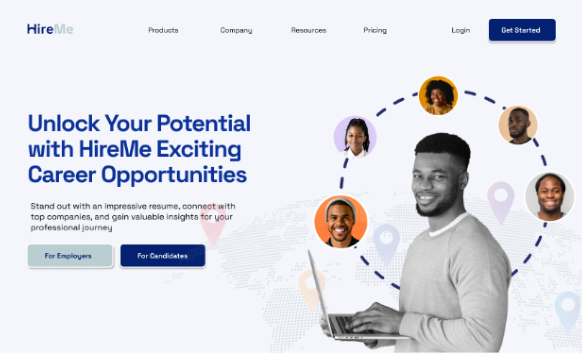 HireMe
Products
Company
Resources
Pricing
Login
Get Started
Unlock Your Potential
with HireMe Exciting
Career Opportunities
Stand out with an impressive resume, connect with
top companies, and gain valuable insights for your
professional journey
For Employers
For Candidates